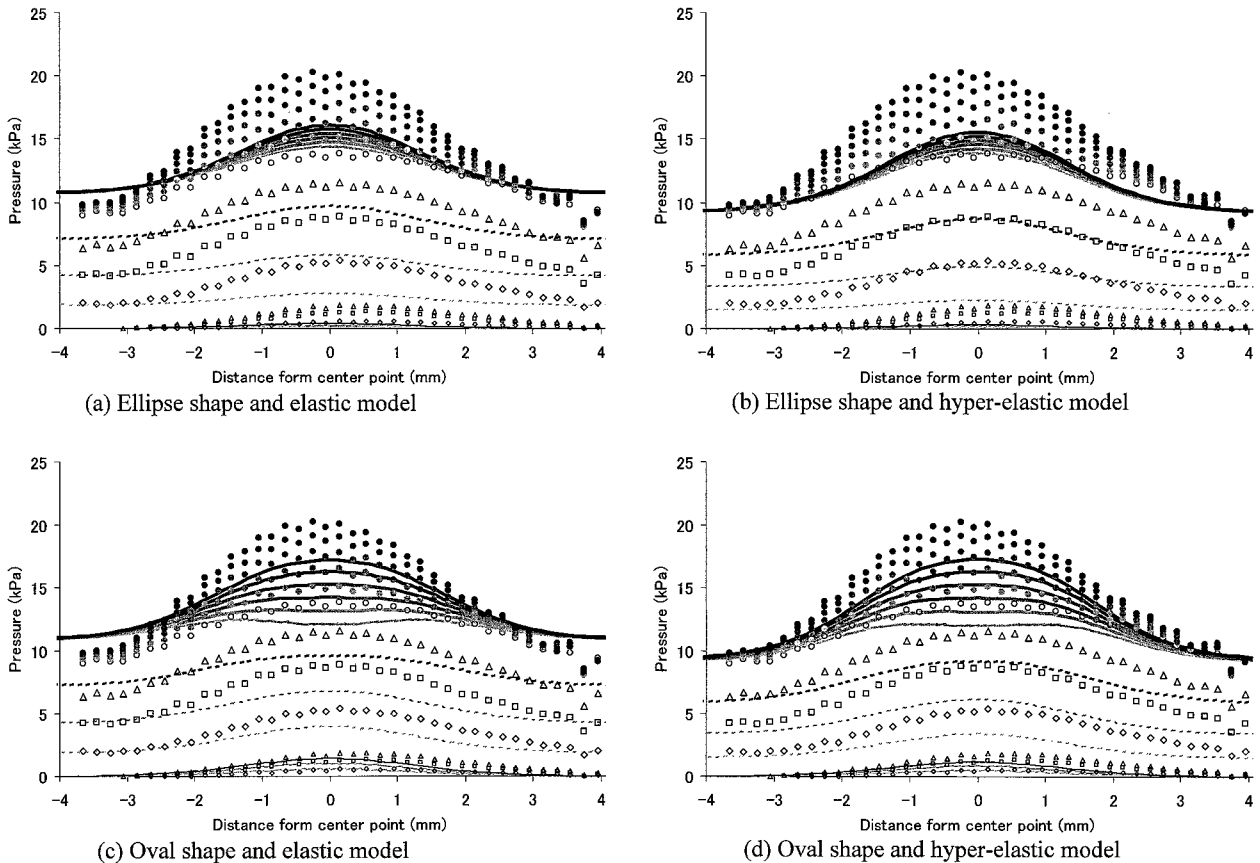 25
20
15
10
5
0
Pressure (kPa)
−4 −3 −2 −1 0 1 2 3 4
Distance form center point (mm)
(a) Ellipse shape and elastic model
25
20
15
10
5
0
Pressure (kPa)
−4 −3 −2 −1 0 1 2 3 4
Distance form center point (mm)
(b) Ellipse shape and hyper-elastic model
25
20
15
10
5
0
Pressure (kPa)
−4 −3 −2 −1 0 1 2 3 4
Distance form center point (mm)
(c) Oval shape and elastic model
25
20
15
10
5
0
Pressure (kPa)
−4 −3 −2 −1 0 1 2 3 4
Distance form center point (mm)
(d) Oval shape and hyper-elastic model